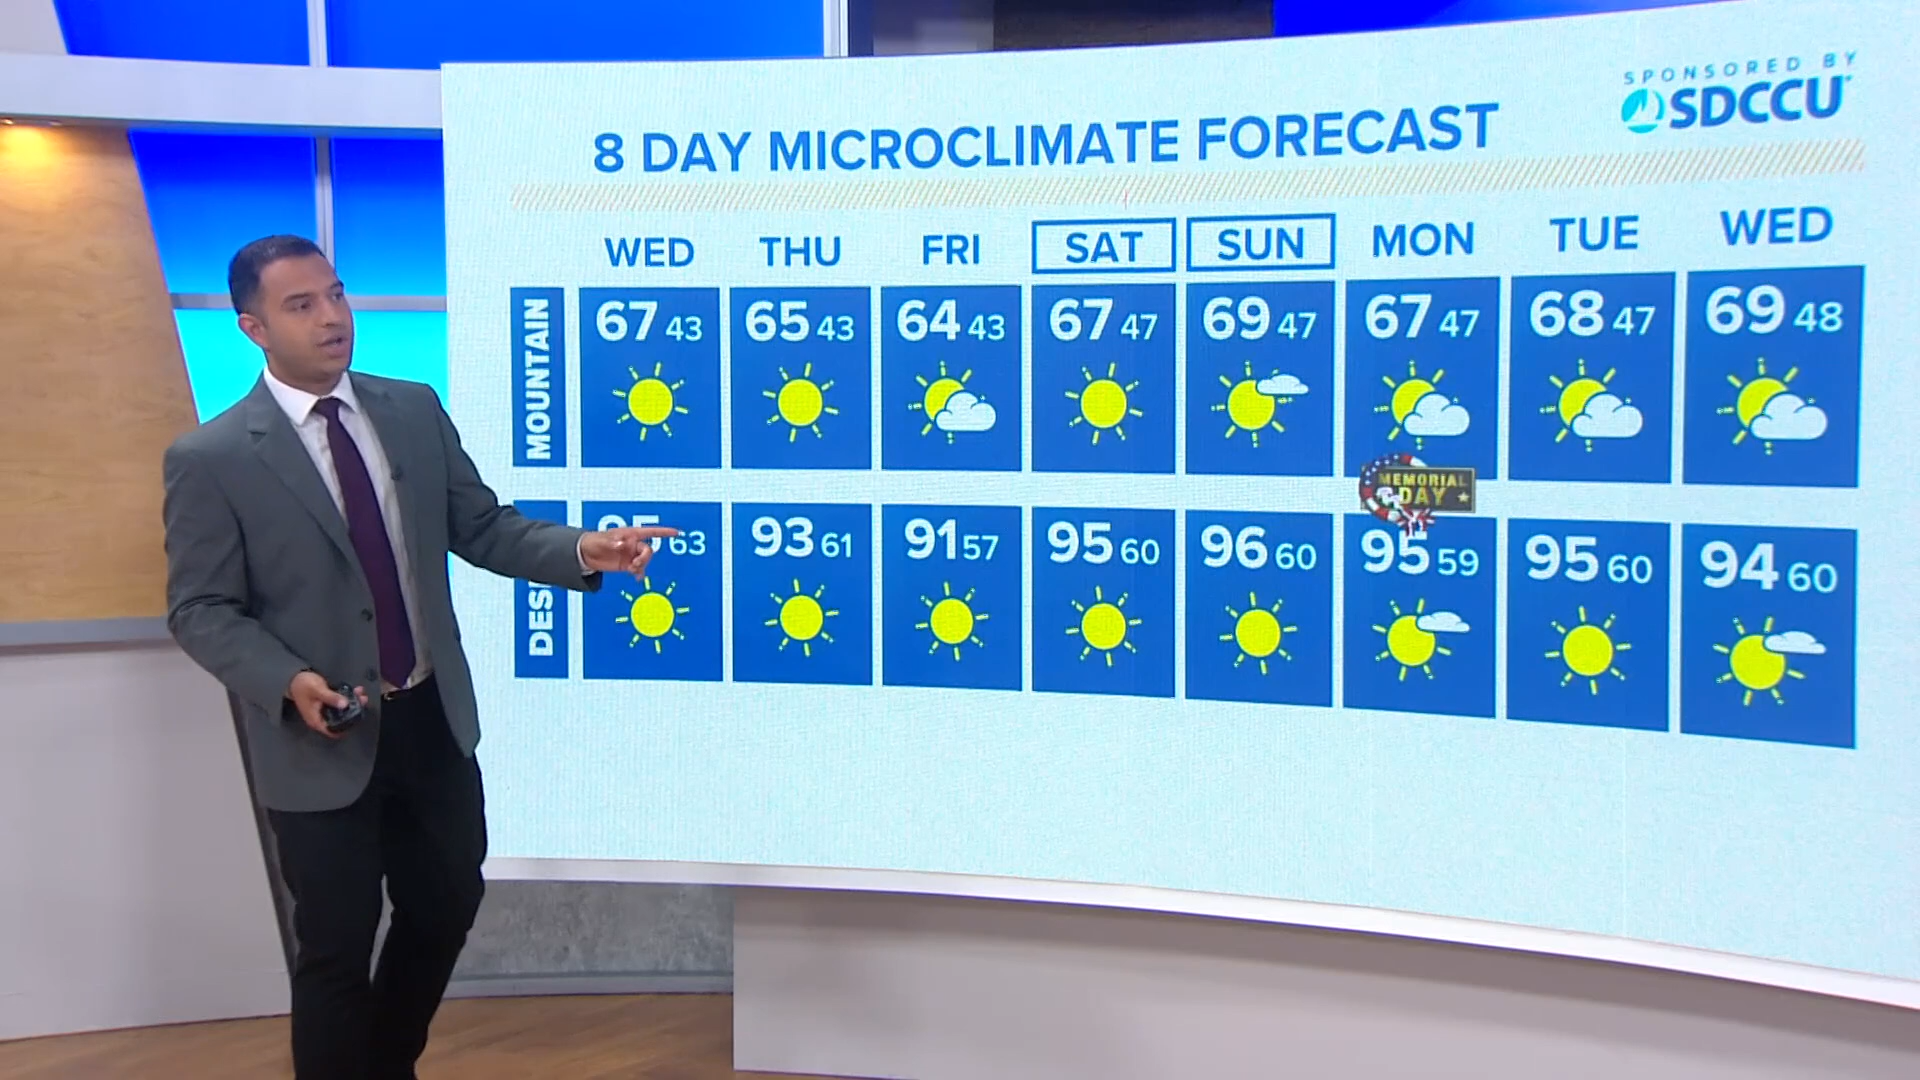 SPONSORED BY
SDCCU
8 DAY MICROCLIMATE FORECAST
WED THU FRI SAT SUN MON TUE WED
MOUNTAIN
67 43 65 43 64 43 67 47 69 47 67 47 68 47 69 48
MEMORIAL
DAY
63 93 61 91 57 95 60 96 60 95 59 95 60 94 60